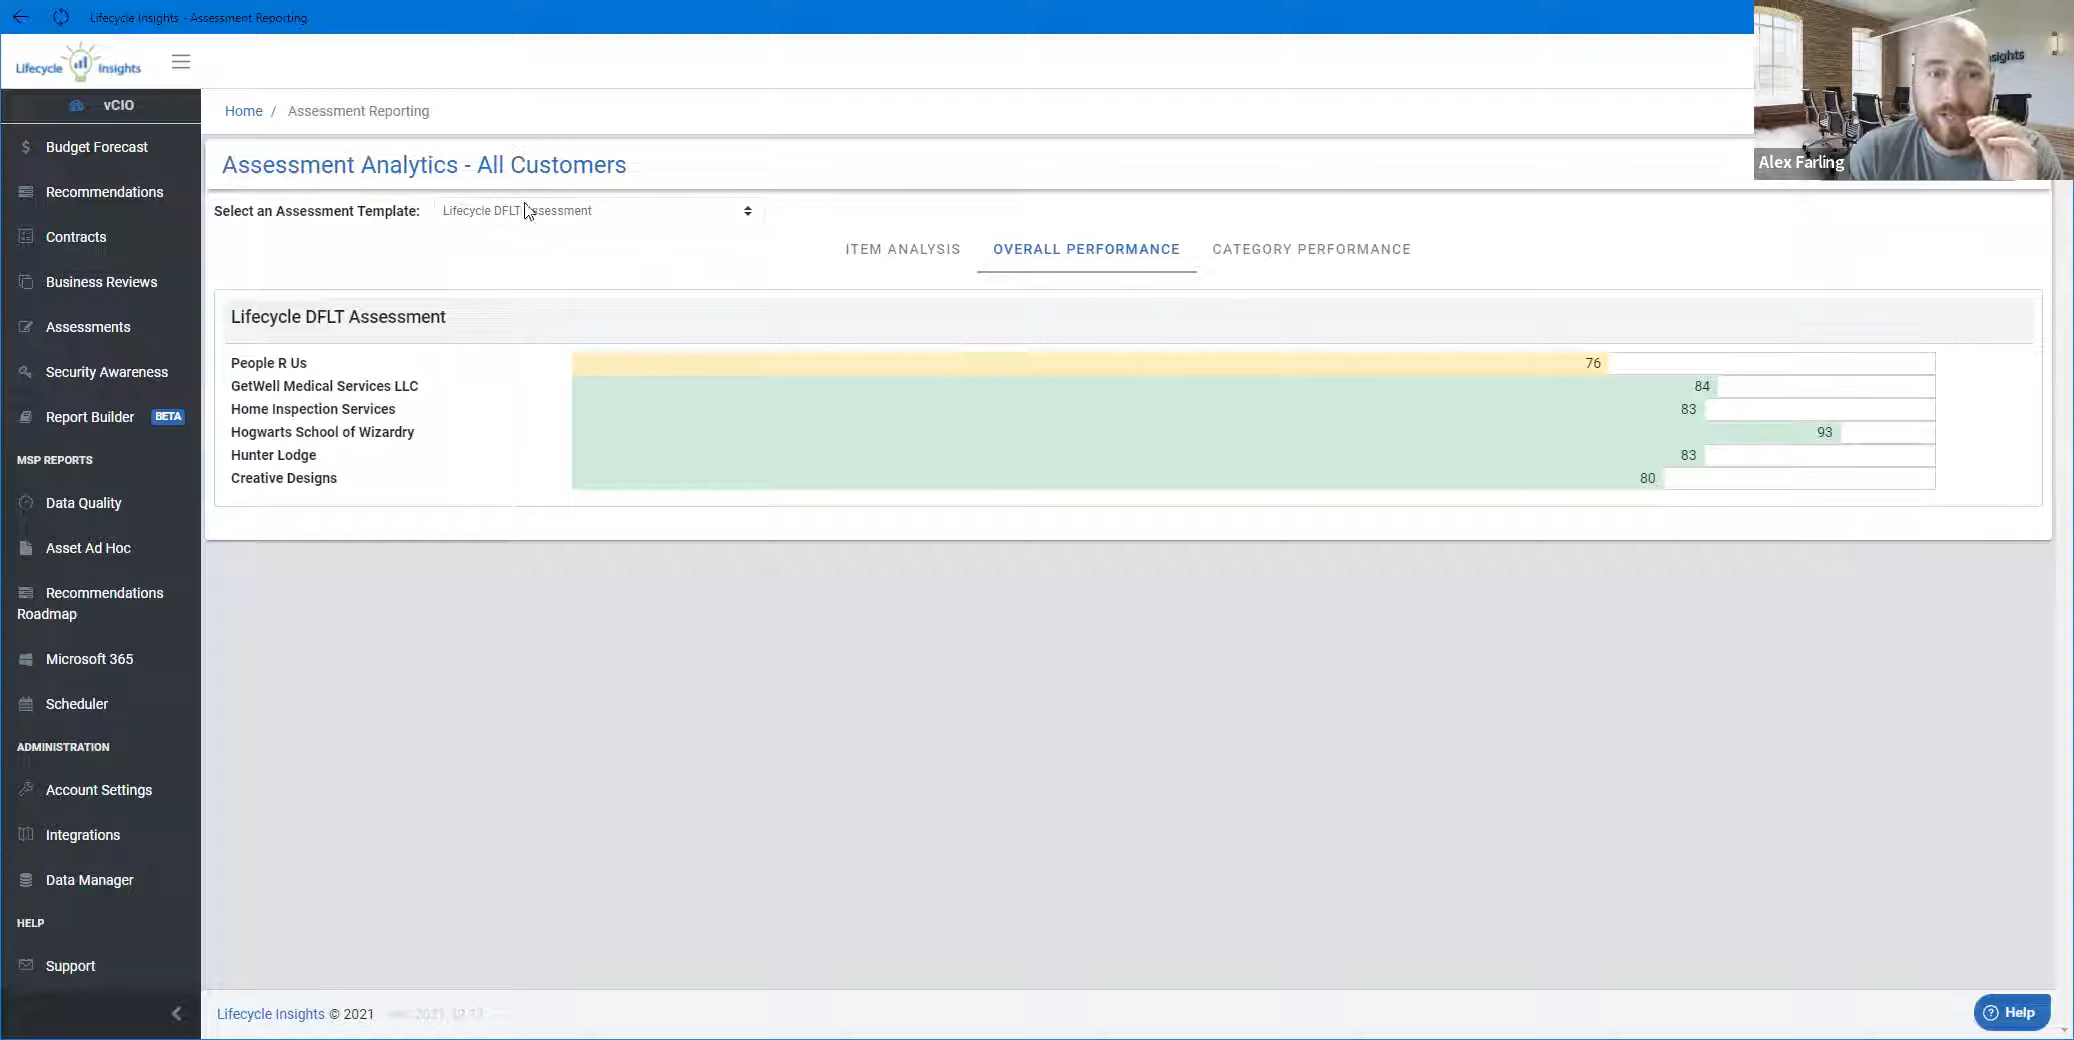 Lifecycle Insights - Assessment Reporting
Lifecycle Insights
vCIO
Budget Forecast
Recommendations
Contracts
Business Reviews
Assessments
Security Awareness
Report Builder BETA
MSP REPORTS
Data Quality
Asset Ad Hoc
Recommendations
Roadmap
Microsoft 365
Scheduler
ADMINISTRATION
Account Settings
Integrations
Data Manager
HELP
Support
Home / Assessment Reporting
Assessment Analytics - All Customers
Select an Assessment Template: Lifecycle DFLT Assessment
ITEM ANALYSIS OVERALL PERFORMANCE CATEGORY PERFORMANCE
Lifecycle DFLT Assessment
People R Us 76
GetWell Medical Services LLC 84
Home Inspection Services 83
Hogwarts School of Wizardry 93
Hunter Lodge 83
Creative Designs 80
Lifecycle Insights © 2021
Help
sights
Alex Farling